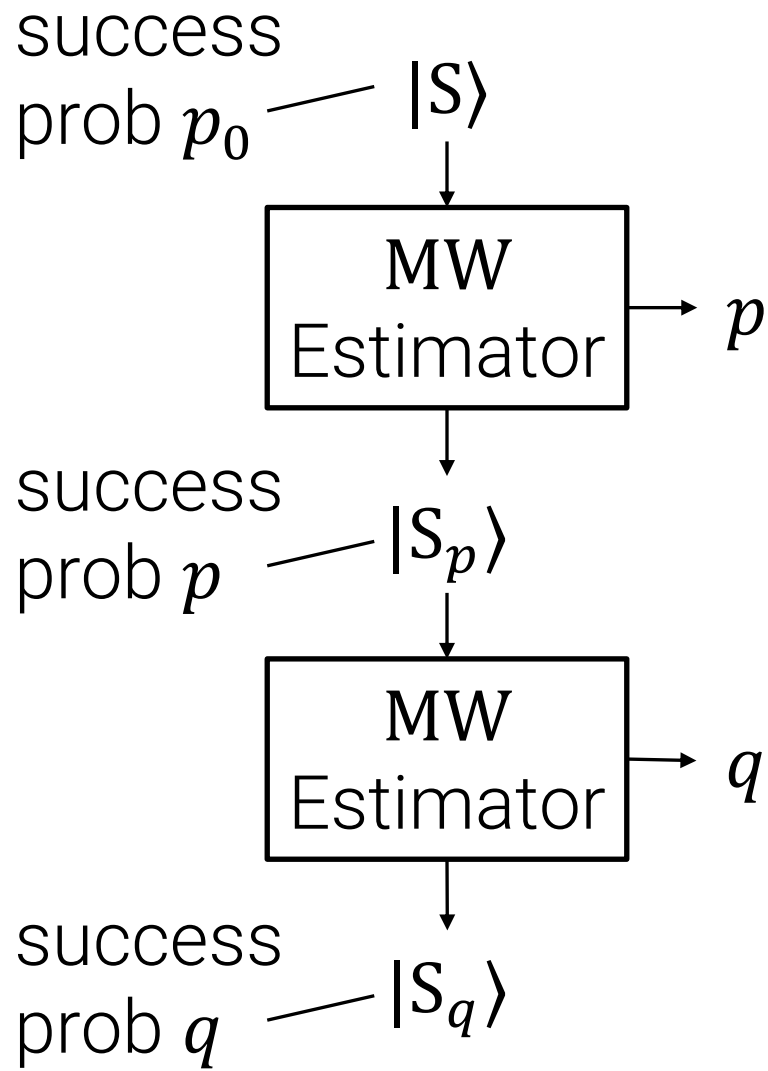 success
prob p₀
|S⟩
MW
Estimator
p
success
prob p
|Sₚ⟩
MW
Estimator
q
success
prob q
|S_q⟩